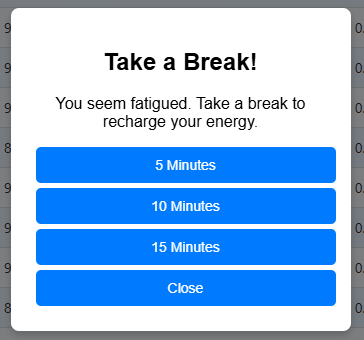 Take a Break!
You seem fatigued. Take a break to
recharge your energy.
5 Minutes
10 Minutes
15 Minutes
Close